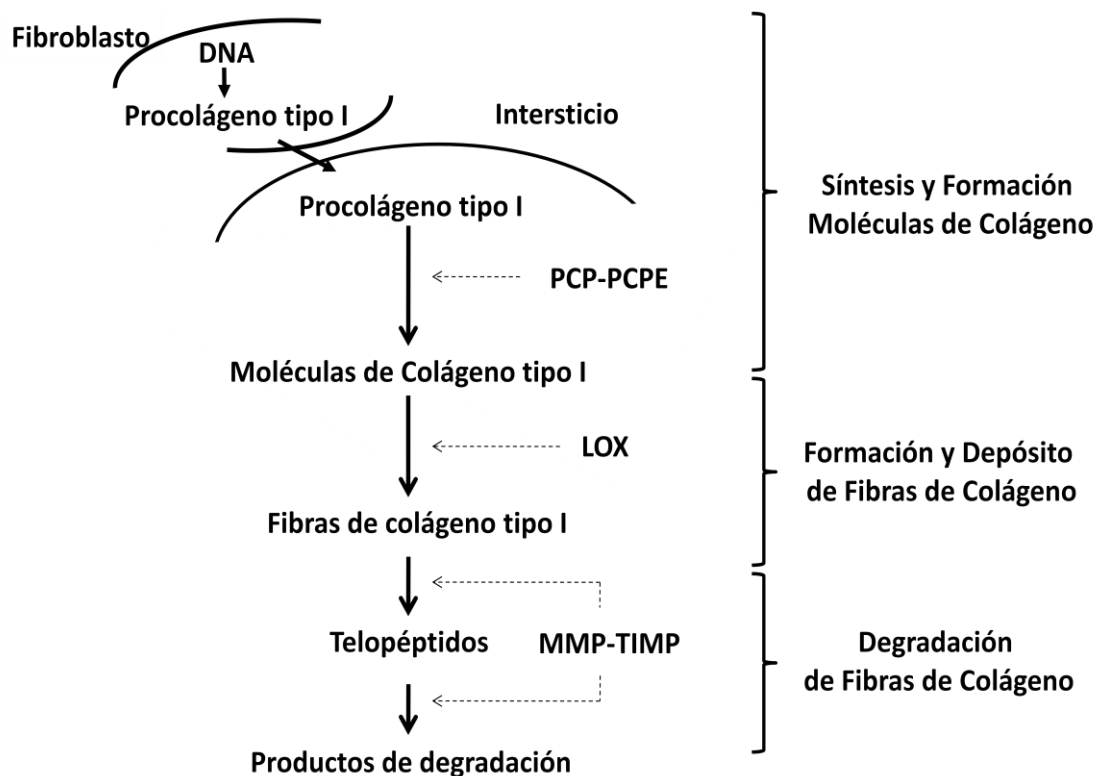 Fibroblasto
DNA
Procolágeno tipo I
Intersticio
Procolágeno tipo I
PCP-PCPE
Moléculas de Colágeno tipo I
LOX
Fibras de colágeno tipo I
Telopéptidos
MMP-TIMP
Productos de degradación
Síntesis y Formación
Moléculas de Colágeno
Formación y Depósito
de Fibras de Colágeno
Degradación
de Fibras de Colágeno